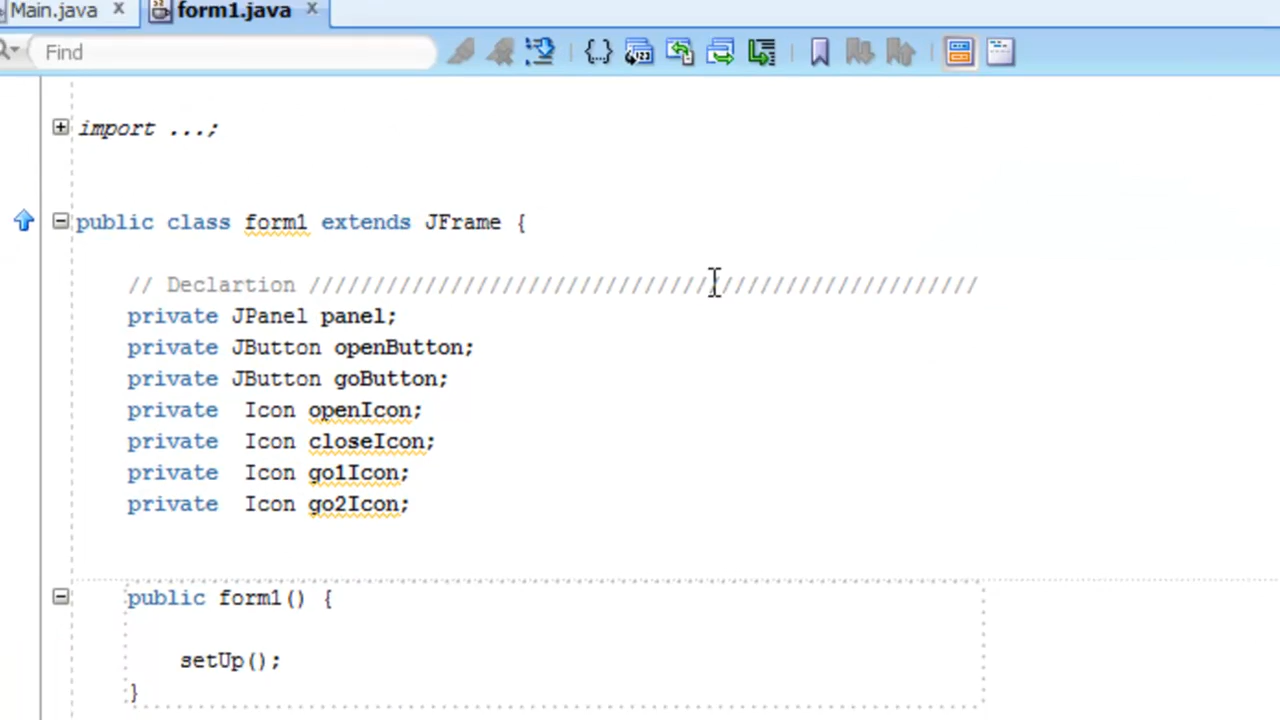 Main.java x form1.java x
Find
import ...;
public class form1 extends JFrame {
// Declartion ////////////////////////////////////////////////////
private JPanel panel;
private JButton openButton;
private JButton goButton;
private  Icon openIcon;
private  Icon closeIcon;
private  Icon go1Icon;
private  Icon go2Icon;
public form1() {
setUp();
}